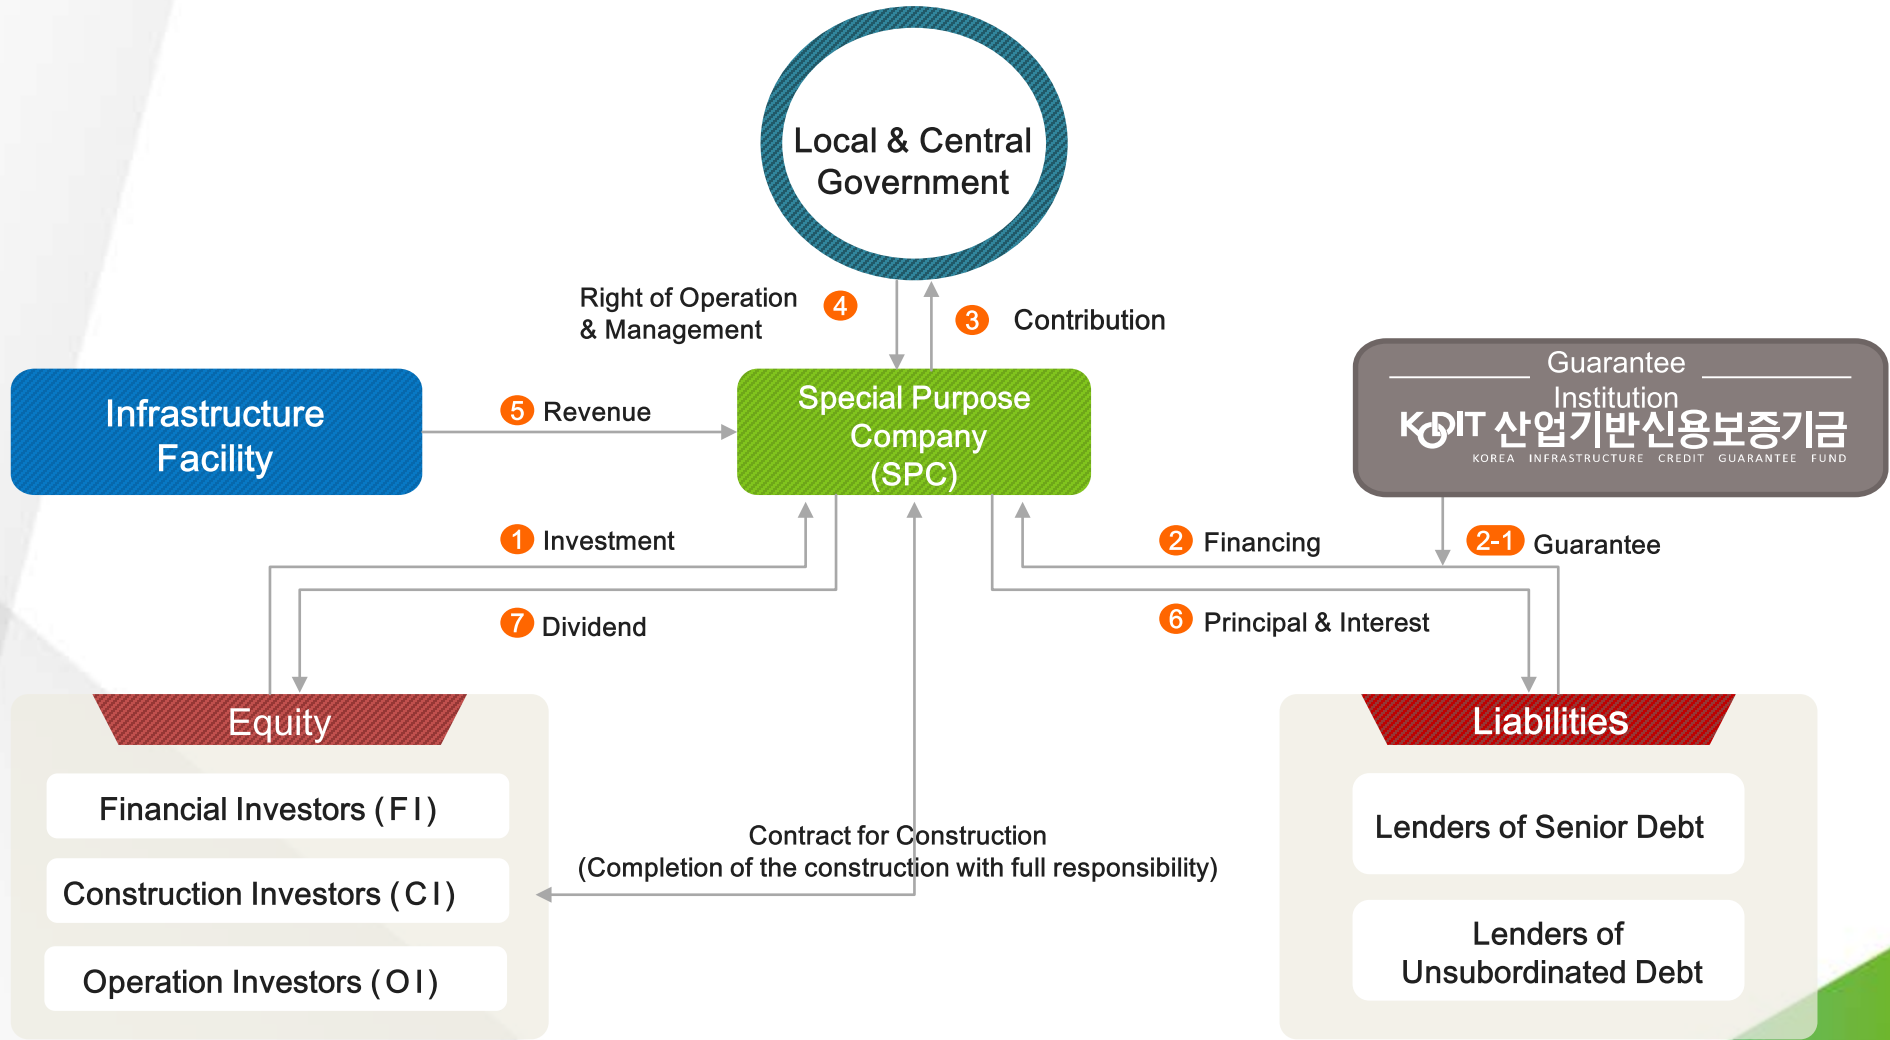 Local & Central
Government
Right of Operation
& Management
4
3
Contribution
Infrastructure
Facility
5 Revenue
Special Purpose
Company
(SPC)
Guarantee
Institution
KODIT 산업기반신용보증기금
KOREA INFRASTRUCTURE CREDIT GUARANTEE FUND
1 Investment
2 Financing
2-1 Guarantee
7 Dividend
6 Principal & Interest
Equity
Financial Investors (FI)
Construction Investors (CI)
Operation Investors (OI)
Contract for Construction
(Completion of the construction with full responsibility)
Liabilities
Lenders of Senior Debt
Lenders of
Unsubordinated Debt